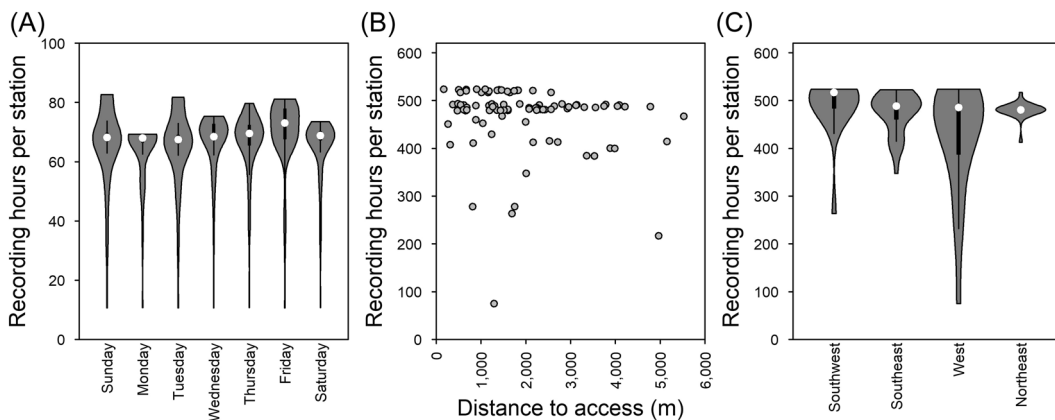 (A)
Recording hours per station
100
80
60
40
20
0
Sunday
Monday
Tuesday
Wednesday
Thursday
Friday
Saturday
(B)
Recording hours per station
600
500
400
300
200
100
0
0
1,000
2,000
3,000
4,000
5,000
6,000
Distance to access (m)
(C)
Recording hours per station
600
500
400
300
200
100
0
Southwest
Southeast
West
Northeast